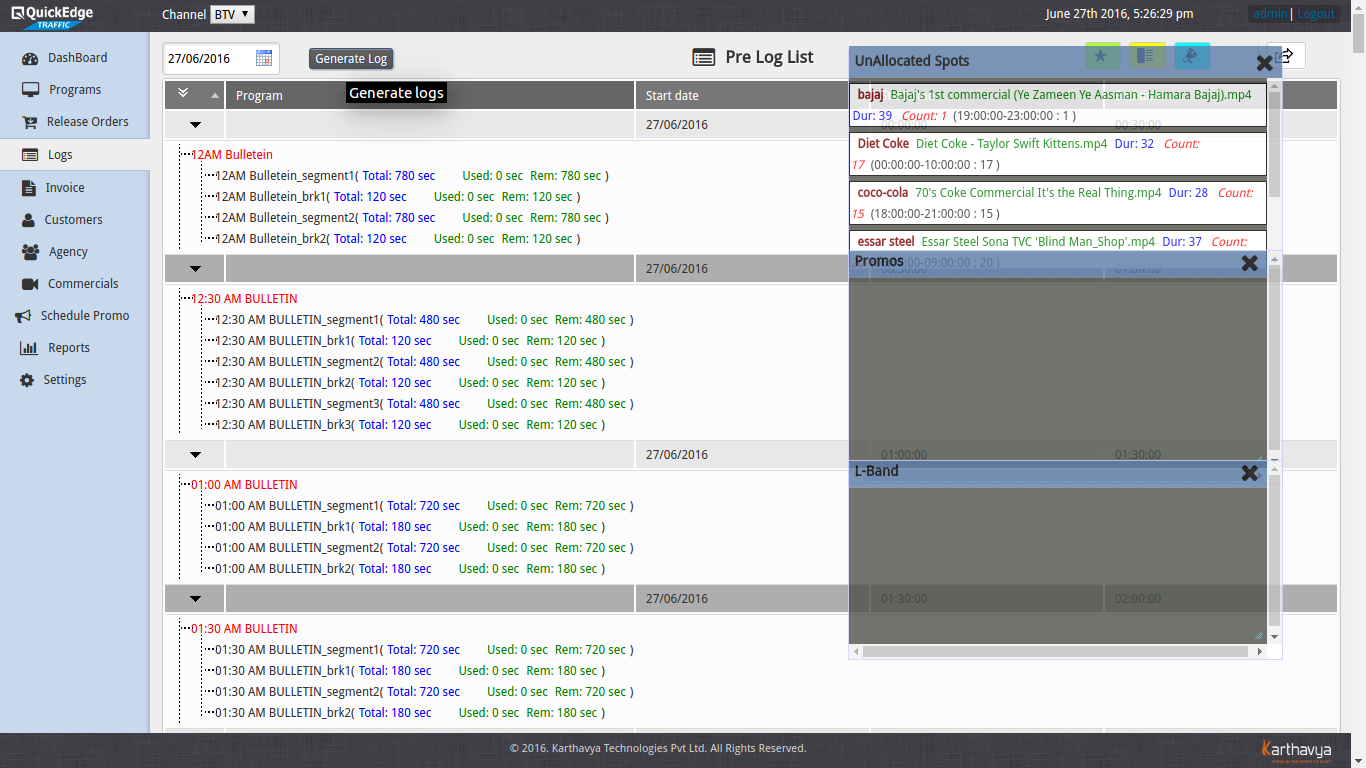 QuickEdge
TRAFFIC
Channel BTV
June 27th 2016, 5:26:29 pm
admin | Logout
DashBoard
Programs
Release Orders
Logs
Invoice
Customers
Agency
Commercials
Schedule Promo
Reports
Settings
27/06/2016
Generate Log
Generate logs
Pre Log List
Program
Start date
27/06/2016
12AM Bulletein
12AM Bulletein_segment1( Total: 780 sec Used: 0 sec Rem: 780 sec )
12AM Bulletein_brk1( Total: 120 sec Used: 0 sec Rem: 120 sec )
12AM Bulletein_segment2( Total: 780 sec Used: 0 sec Rem: 780 sec )
12AM Bulletein_brk2( Total: 120 sec Used: 0 sec Rem: 120 sec )
27/06/2016
12:30 AM BULLETIN
12:30 AM BULLETIN_segment1( Total: 480 sec Used: 0 sec Rem: 480 sec )
12:30 AM BULLETIN_brk1( Total: 120 sec Used: 0 sec Rem: 120 sec )
12:30 AM BULLETIN_segment2( Total: 480 sec Used: 0 sec Rem: 480 sec )
12:30 AM BULLETIN_brk2( Total: 120 sec Used: 0 sec Rem: 120 sec )
12:30 AM BULLETIN_segment3( Total: 480 sec Used: 0 sec Rem: 480 sec )
12:30 AM BULLETIN_brk3( Total: 120 sec Used: 0 sec Rem: 120 sec )
27/06/2016 01:00:00 01:30:00
01:00 AM BULLETIN
01:00 AM BULLETIN_segment1( Total: 720 sec Used: 0 sec Rem: 720 sec )
01:00 AM BULLETIN_brk1( Total: 180 sec Used: 0 sec Rem: 180 sec )
01:00 AM BULLETIN_segment2( Total: 720 sec Used: 0 sec Rem: 720 sec )
01:00 AM BULLETIN_brk2( Total: 180 sec Used: 0 sec Rem: 180 sec )
27/06/2016 01:30:00 02:00:00
01:30 AM BULLETIN
01:30 AM BULLETIN_segment1( Total: 720 sec Used: 0 sec Rem: 720 sec )
01:30 AM BULLETIN_brk1( Total: 180 sec Used: 0 sec Rem: 180 sec )
01:30 AM BULLETIN_segment2( Total: 720 sec Used: 0 sec Rem: 720 sec )
01:30 AM BULLETIN_brk2( Total: 180 sec Used: 0 sec Rem: 180 sec )
UnAllocated Spots
bajaj Bajaj's 1st commercial (Ye Zameen Ye Aasman - Hamara Bajaj).mp4
Dur: 39 Count: 1 (19:00:00-23:00:00 : 1 )
Diet Coke Diet Coke - Taylor Swift Kittens.mp4 Dur: 32 Count:
17 (00:00:00-10:00:00 : 17 )
coco-cola 70's Coke Commercial It's the Real Thing.mp4 Dur: 28 Count:
15 (18:00:00-21:00:00 : 15 )
essar steel Essar Steel Sona TVC 'Blind Man_Shop'.mp4 Dur: 37 Count:
Promos
L-Band
© 2016. Karthavya Technologies Pvt Ltd. All Rights Reserved.
Karthavya